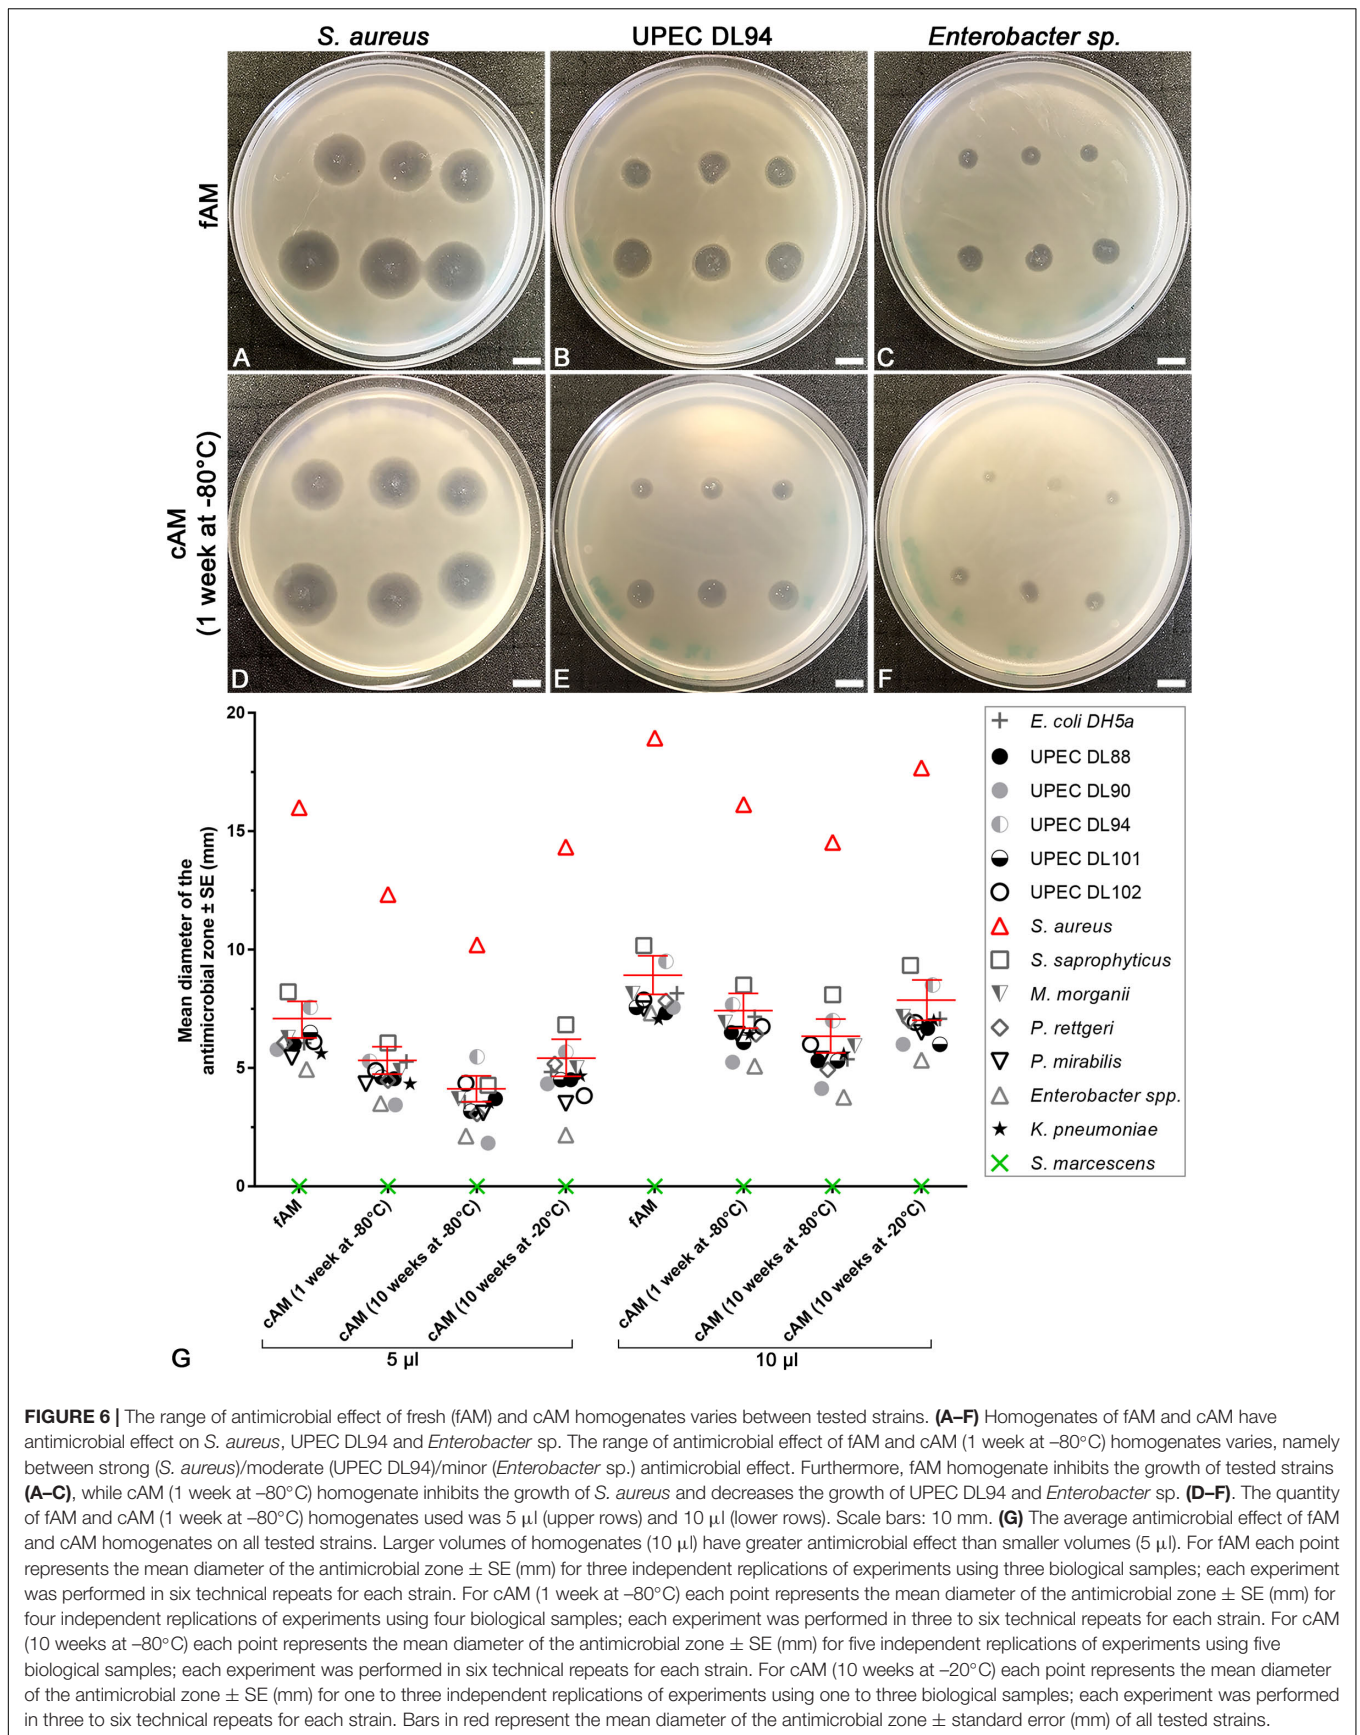 S. aureus
UPEC DL94
Enterobacter sp.
fAM
A
B
C
cAM
(1 week at -80°C)
D
E
F
Mean diameter of the
antimicrobial zone ± SE (mm)
20
15
10
5
0
E. coli DH5a
UPEC DL88
UPEC DL90
UPEC DL94
UPEC DL101
UPEC DL102
S. aureus
S. saprophyticus
M. morganii
P. rettgeri
P. mirabilis
Enterobacter spp.
K. pneumoniae
S. marcescens
fAM
cAM (1 week at -80°C)
cAM (10 weeks at -80°C)
cAM (10 weeks at -20°C)
fAM
cAM (1 week at -80°C)
cAM (10 weeks at -80°C)
cAM (10 weeks at -20°C)
G
5 µl
10 µl
FIGURE 6 | The range of antimicrobial effect of fresh (fAM) and cAM homogenates varies between tested strains. (A–F) Homogenates of fAM and cAM have
antimicrobial effect on S. aureus, UPEC DL94 and Enterobacter sp. The range of antimicrobial effect of fAM and cAM (1 week at –80°C) homogenates varies, namely
between strong (S. aureus)/moderate (UPEC DL94)/minor (Enterobacter sp.) antimicrobial effect. Furthermore, fAM homogenate inhibits the growth of tested strains
(A–C), while cAM (1 week at –80°C) homogenate inhibits the growth of S. aureus and decreases the growth of UPEC DL94 and Enterobacter sp. (D–F). The quantity
of fAM and cAM (1 week at –80°C) homogenates used was 5 µl (upper rows) and 10 µl (lower rows). Scale bars: 10 mm. (G) The average antimicrobial effect of fAM
and cAM homogenates on all tested strains. Larger volumes of homogenates (10 µl) have greater antimicrobial effect than smaller volumes (5 µl). For fAM each point
represents the mean diameter of the antimicrobial zone ± SE (mm) for three independent replications of experiments using three biological samples; each experiment
was performed in six technical repeats for each strain. For cAM (1 week at –80°C) each point represents the mean diameter of the antimicrobial zone ± SE (mm) for
four independent replications of experiments using four biological samples; each experiment was performed in three to six technical repeats for each strain. For cAM
(10 weeks at –80°C) each point represents the mean diameter of the antimicrobial zone ± SE (mm) for five independent replications of experiments using five
biological samples; each experiment was performed in six technical repeats for each strain. For cAM (10 weeks at –20°C) each point represents the mean diameter
of the antimicrobial zone ± SE (mm) for one to three independent replications of experiments using one to three biological samples; each experiment was performed
in three to six technical repeats for each strain. Bars in red represent the mean diameter of the antimicrobial zone ± standard error (mm) of all tested strains.